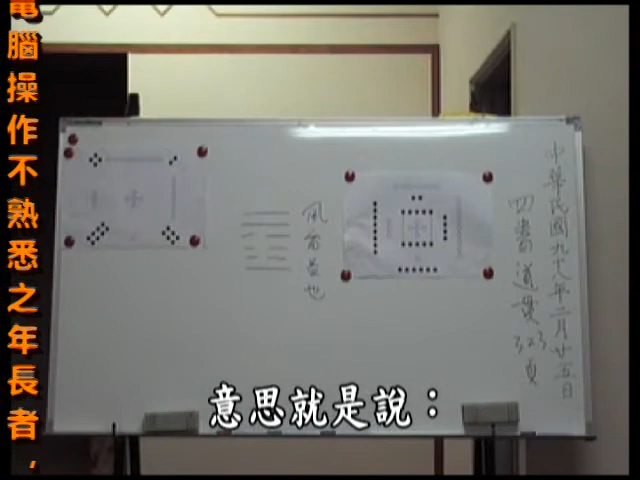 電腦操作不熟悉之年長者，
中華民國九十七年二月廿五日
四書道貫 323頁
風雷益也
意思就是說：